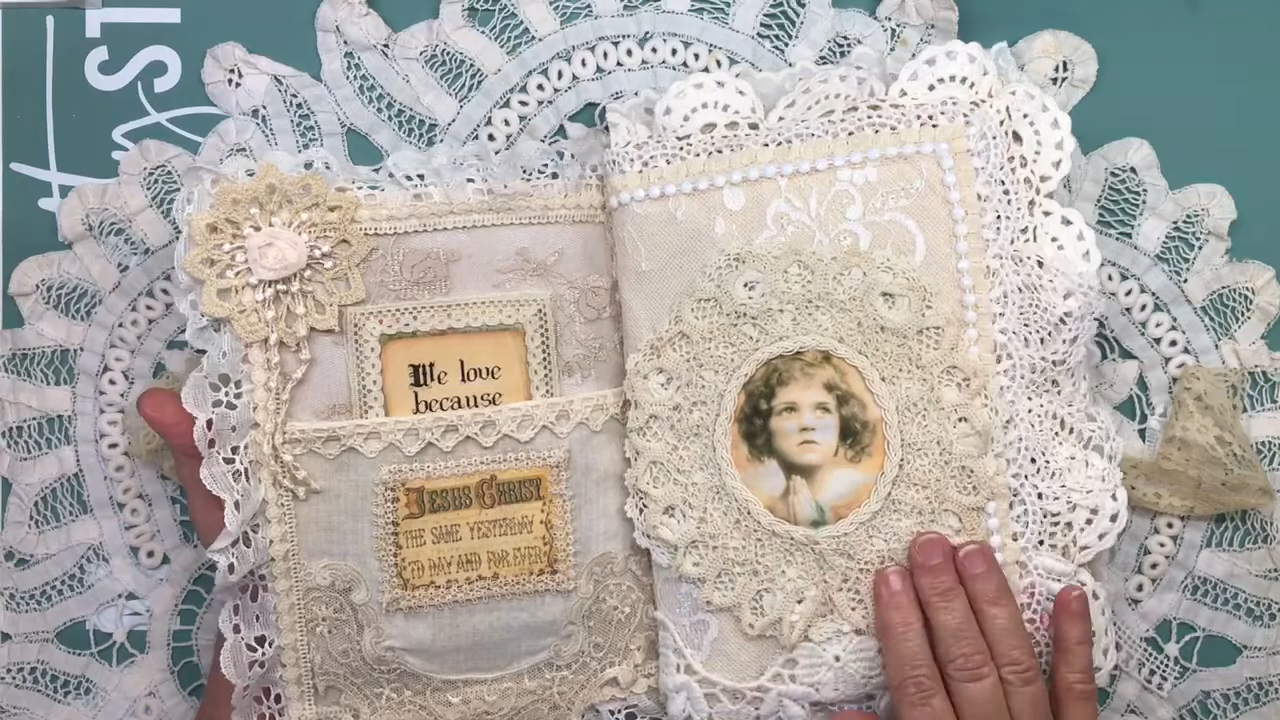 We love
because
JESUS CHRIST
THE SAME YESTERDAY
TO DAY AND FOR EVER